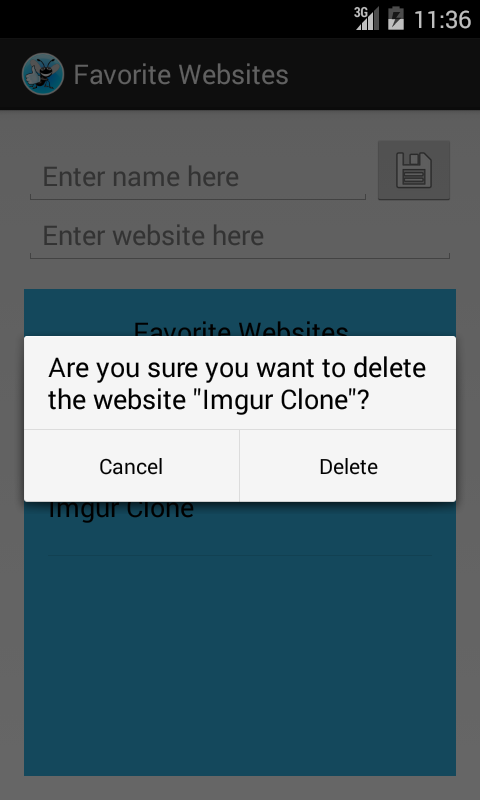 3G 11:36
Favorite Websites
Enter name here
Enter website here
Favorite Websites
Are you sure you want to delete
the website "Imgur Clone"?
Cancel Delete
Imgur Clone